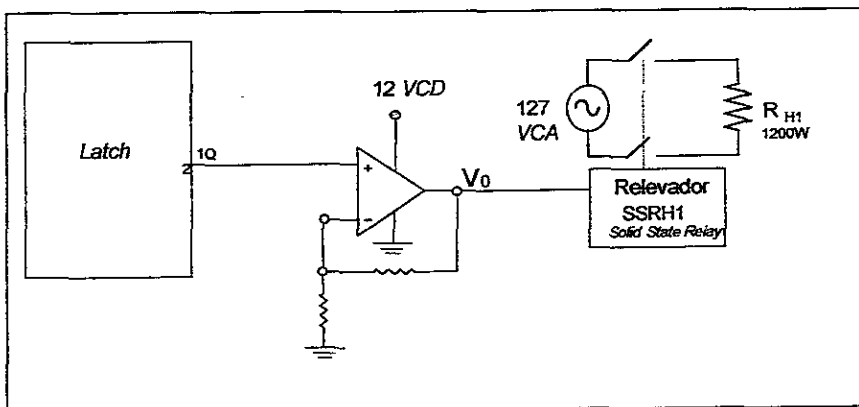 Latch
1Q
2
12 VCD
+
-
V0
127
VCA
R H1
1200W
Relevador
SSRH1
Solid State Relay